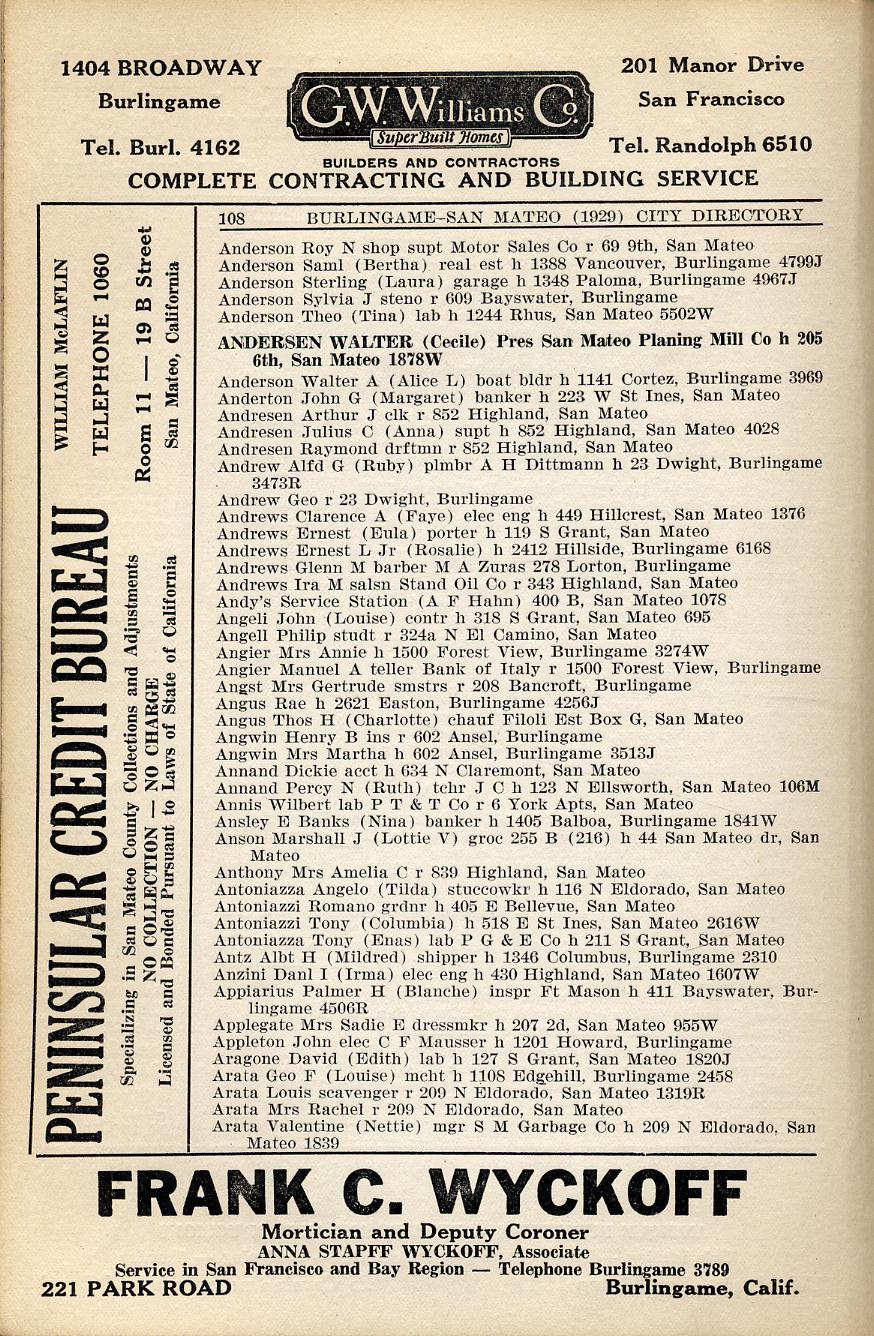 1404 BROADWAY
Burlingame
Tel. Burl. 4162
G.W. Williams Co.
Super Built Homes
BUILDERS AND CONTRACTORS
201 Manor Drive
San Francisco
Tel. Randolph 6510
COMPLETE CONTRACTING AND BUILDING SERVICE
WILLIAM McLAFLIN
TELEPHONE 1060
Room 11 — 19 B Street
San Mateo, California
PENINSULAR CREDIT BUREAU
Specializing in San Mateo County Collections and Adjustments
NO COLLECTION — NO CHARGE
Licensed and Bonded Pursuant to Laws of State of California
108 BURLINGAME-SAN MATEO (1929) CITY DIRECTORY
Anderson Roy N shop supt Motor Sales Co r 69 9th, San Mateo
Anderson Saml (Bertha) real est h 1388 Vancouver, Burlingame 4799J
Anderson Sterling (Laura) garage h 1348 Paloma, Burlingame 4967J
Anderson Sylvia J steno r 609 Bayswater, Burlingame
Anderson Theo (Tina) lab h 1244 Rhus, San Mateo 5502W
ANDERSEN WALTER (Cecile) Pres San Mateo Planing Mill Co h 205
6th, San Mateo 1878W
Anderson Walter A (Alice L) boat bldr h 1141 Cortez, Burlingame 3969
Anderton John G (Margaret) banker h 223 W St Ines, San Mateo
Andresen Arthur J clk r 852 Highland, San Mateo
Andresen Julius C (Anna) supt h 852 Highland, San Mateo 4028
Andresen Raymond drftmn r 852 Highland, San Mateo
Andrew Alfd G (Ruby) plmbr A H Dittmann h 23 Dwight, Burlingame
3473R
Andrew Geo r 23 Dwight, Burlingame
Andrews Clarence A (Faye) elec eng h 449 Hillcrest, San Mateo 1376
Andrews Ernest (Eula) porter h 119 S Grant, San Mateo
Andrews Ernest L Jr (Rosalie) h 2412 Hillside, Burlingame 6168
Andrews Glenn M barber M A Zuras 278 Lorton, Burlingame
Andrews Ira M salsn Stand Oil Co r 343 Highland, San Mateo
Andy's Service Station (A F Hahn) 400 B, San Mateo 1078
Angeli John (Louise) contr h 318 S Grant, San Mateo 695
Angell Philip studt r 324a N El Camino, San Mateo
Angier Mrs Annie h 1500 Forest View, Burlingame 3274W
Angier Manuel A teller Bank of Italy r 1500 Forest View, Burlingame
Angst Mrs Gertrude smstrs r 208 Bancroft, Burlingame
Angus Rae h 2621 Easton, Burlingame 4256J
Angus Thos H (Charlotte) chauf Filoli Est Box G, San Mateo
Angwin Henry B ins r 602 Ansel, Burlingame
Angwin Mrs Martha h 602 Ansel, Burlingame 3513J
Annand Dickie acct h 634 N Claremont, San Mateo
Annand Percy N (Ruth) tchr J C h 123 N Ellsworth, San Mateo 106M
Annis Wilbert lab P T & T Co r 6 York Apts, San Mateo
Ansley E Banks (Nina) banker h 1405 Balboa, Burlingame 1841W
Anson Marshall J (Lottie V) groc 255 B (216) h 44 San Mateo dr, San
Mateo
Anthony Mrs Amelia C r 839 Highland, San Mateo
Antoniazza Angelo (Tilda) stuccowkr h 116 N Eldorado, San Mateo
Antoniazzi Romano grdnr h 405 E Bellevue, San Mateo
Antoniazzi Tony (Columbia) h 518 E St Ines, San Mateo 2616W
Antoniazza Tony (Enas) lab P G & E Co h 211 S Grant, San Mateo
Antz Albt H (Mildred) shipper h 1346 Columbus, Burlingame 2310
Anzini Danl I (Irma) elec eng h 430 Highland, San Mateo 1607W
Appiarius Palmer H (Blanche) inspr Ft Mason h 411 Bayswater, Bur-
lingame 4506R
Applegate Mrs Sadie E dressmkr h 207 2d, San Mateo 955W
Appleton John elec C F Mausser h 1201 Howard, Burlingame
Aragone David (Edith) lab h 127 S Grant, San Mateo 1820J
Arata Geo F (Louise) mcht h 1108 Edgehill, Burlingame 2458
Arata Louis scavenger r 209 N Eldorado, San Mateo 1319R
Arata Mrs Rachel r 209 N Eldorado, San Mateo
Arata Valentine (Nettie) mgr S M Garbage Co h 209 N Eldorado, San
Mateo 1839
FRANK C. WYCKOFF
Mortician and Deputy Coroner
ANNA STAPFF WYCKOFF, Associate
Service in San Francisco and Bay Region — Telephone Burlingame 3789
221 PARK ROAD Burlingame, Calif.